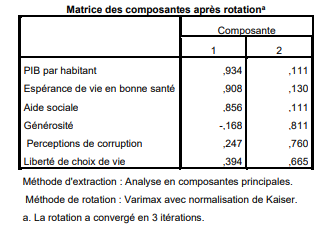 Matrice des composantes après rotationª
Composante
1 2
PIB par habitant ,934 ,111
Espérance de vie en bonne santé ,908 ,130
Aide sociale ,856 ,111
Générosité -,168 ,811
Perceptions de corruption ,247 ,760
Liberté de choix de vie ,394 ,665
Méthode d'extraction : Analyse en composantes principales.
Méthode de rotation : Varimax avec normalisation de Kaiser.
a. La rotation a convergé en 3 itérations.